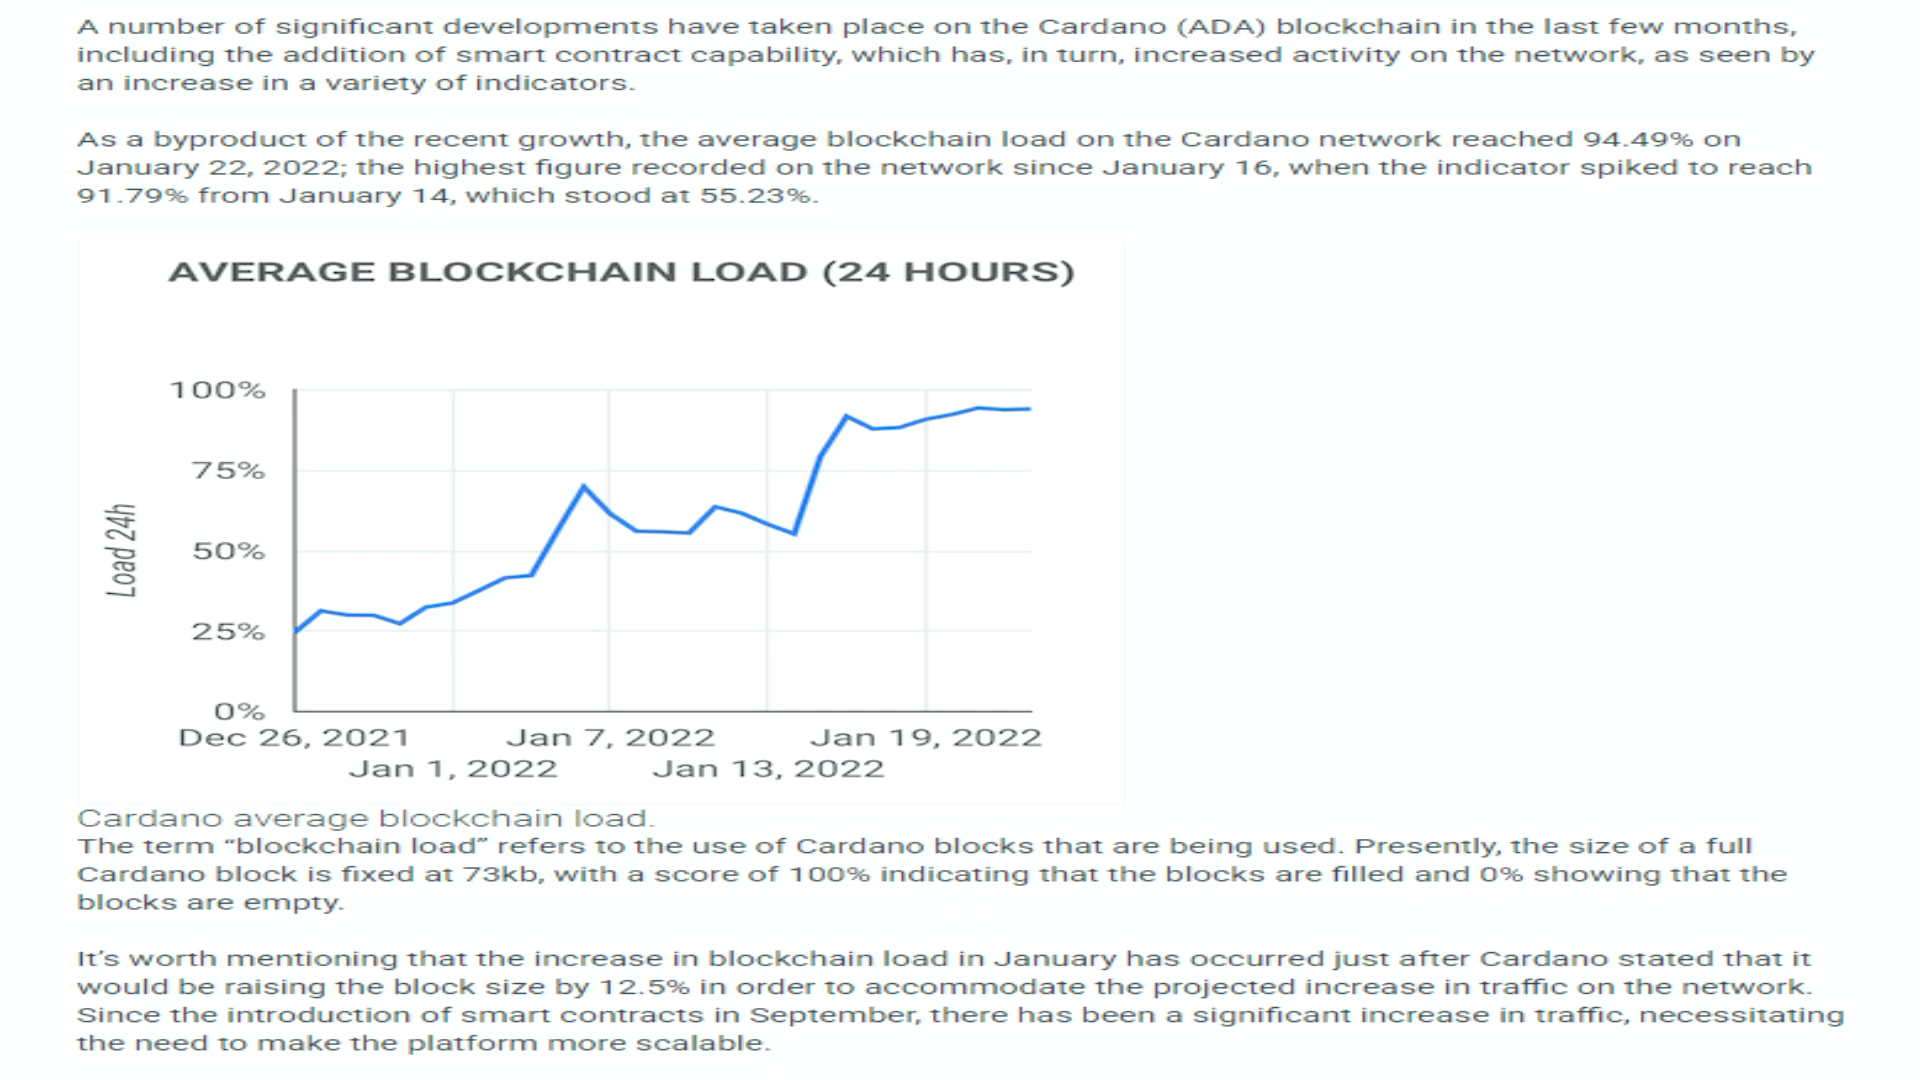 A number of significant developments have taken place on the Cardano (ADA) blockchain in the last few months,
including the addition of smart contract capability, which has, in turn, increased activity on the network, as seen by
an increase in a variety of indicators.
As a byproduct of the recent growth, the average blockchain load on the Cardano network reached 94.49% on
January 22, 2022; the highest figure recorded on the network since January 16, when the indicator spiked to reach
91.79% from January 14, which stood at 55.23%.
AVERAGE BLOCKCHAIN LOAD (24 HOURS)
100%
75%
Load 24h
50%
25%
0%
Dec 26, 2021
Jan 7, 2022
Jan 19, 2022
Jan 1, 2022
Jan 13, 2022
Cardano average blockchain load.
The term “blockchain load” refers to the use of Cardano blocks that are being used. Presently, the size of a full
Cardano block is fixed at 73kb, with a score of 100% indicating that the blocks are filled and 0% showing that the
blocks are empty.
It’s worth mentioning that the increase in blockchain load in January has occurred just after Cardano stated that it
would be raising the block size by 12.5% in order to accommodate the projected increase in traffic on the network.
Since the introduction of smart contracts in September, there has been a significant increase in traffic, necessitating
the need to make the platform more scalable.